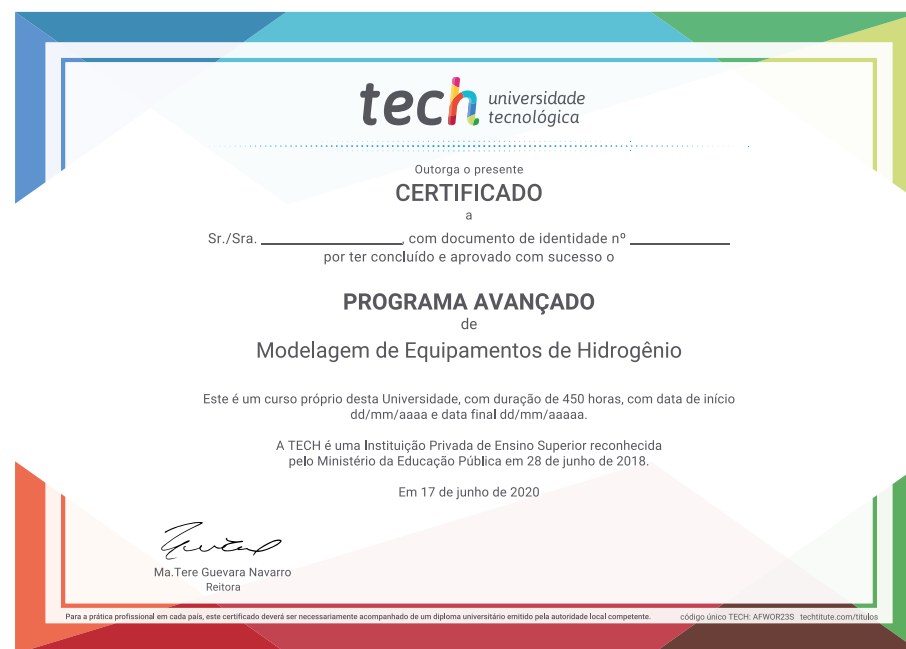 tech universidade
tecnológica
Outorga o presente
CERTIFICADO
a
Sr./Sra. ________________, com documento de identidade nº ___________
por ter concluído e aprovado com sucesso o
PROGRAMA AVANÇADO
de
Modelagem de Equipamentos de Hidrogênio
Este é um curso próprio desta Universidade, com duração de 450 horas, com data de início
dd/mm/aaaa e data final dd/mm/aaaaa.
A TECH é uma Instituição Privada de Ensino Superior reconhecida
pelo Ministério da Educação Pública em 28 de junho de 2018.
Em 17 de junho de 2020
Ma.Tere Guevara Navarro
Reitora
Para a prática profissional em cada país, este certificado deverá ser necessariamente acompanhado de um diploma universitário emitido pela autoridade local competente. código único TECH: AFWOR23S techtitute.com/titulos